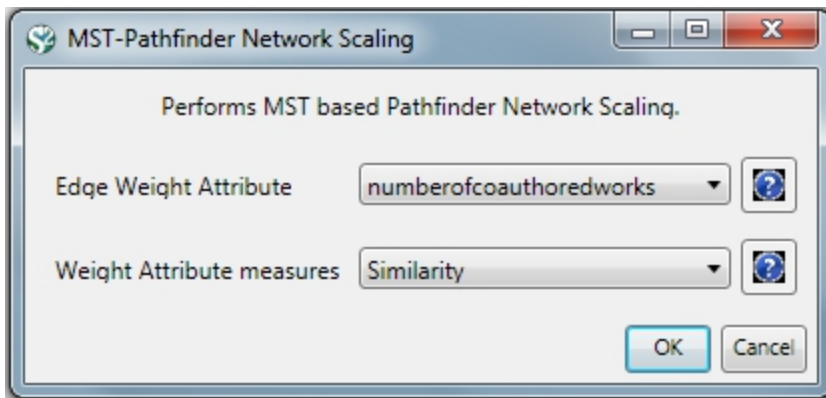 MST-Pathfinder Network Scaling
Performs MST based Pathfinder Network Scaling.
Edge Weight Attribute numberofcoauthoredworks ?
Weight Attribute measures Similarity ?
OK Cancel